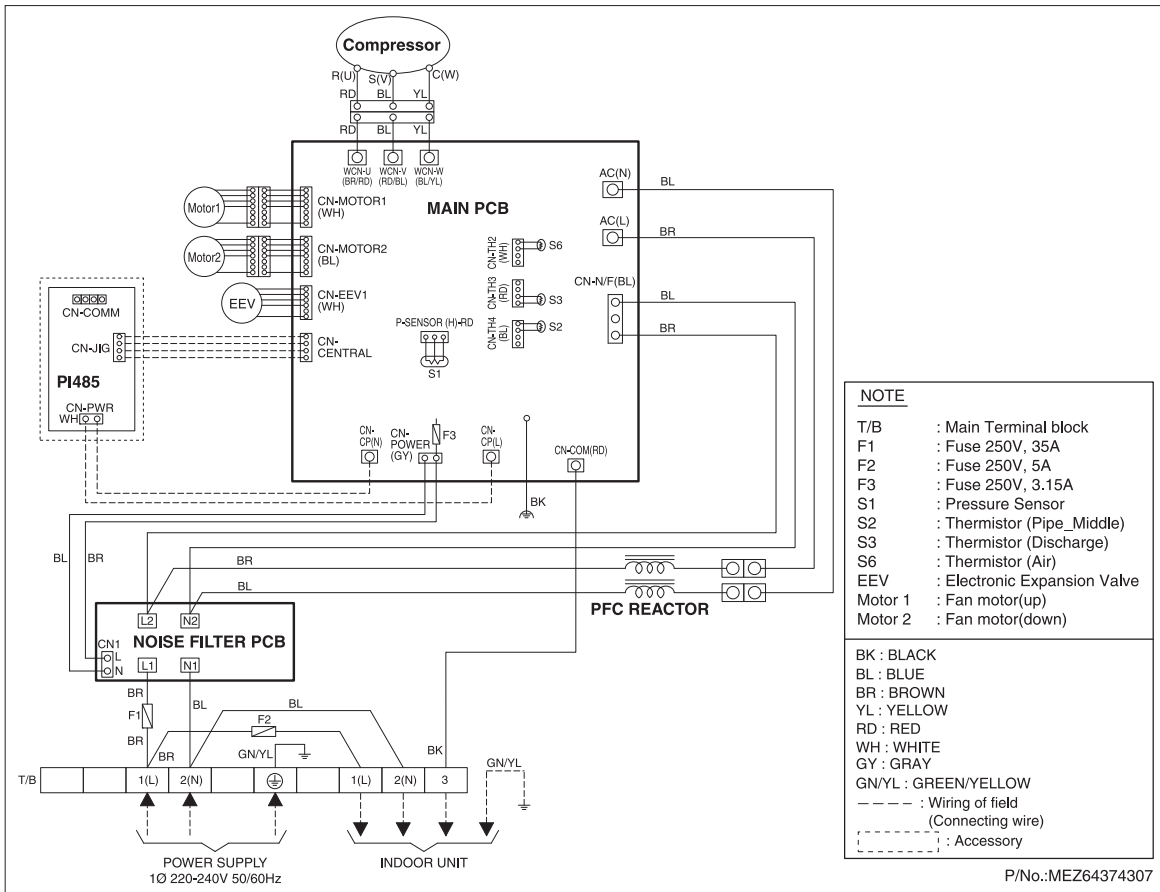 Compressor
R(U) S(V) C(W)
RD BL YL
RD BL YL
WCN-U (BR/RD)
WCN-V (RD/BL)
WCN-W (BL/YL)
MAIN PCB
AC(N)
BL
AC(L)
BR
CN-N/F(BL)
BL
BR
Motor1
CN-MOTOR1
(WH)
Motor2
CN-MOTOR2
(BL)
EEV
CN-EEV1
(WH)
CN-
CENTRAL
CN-TH2
(WH)
S6
CN-TH3
(RD)
S3
CN-TH4
(BL)
S2
P-SENSOR (H)-RD
S1
CN-COMM
CN-JIG
PI485
CN-PWR
WH
CN-
CP(N)
CN-
POWER
(GY)
F3
CN-
CP(L)
CN-COM(RD)
BK
BL
BR
BR
BL
PFC REACTOR
L2
N2
NOISE FILTER PCB
CN1
L
N
L1
N1
BR
F1
BR
BL
BR
F2
BL
GN/YL
BK
GN/YL
T/B
1(L)
2(N)
1(L)
2(N)
3
POWER SUPPLY
1Ø 220-240V 50/60Hz
INDOOR UNIT
NOTE
T/B : Main Terminal block
F1 : Fuse 250V, 35A
F2 : Fuse 250V, 5A
F3 : Fuse 250V, 3.15A
S1 : Pressure Sensor
S2 : Thermistor (Pipe_Middle)
S3 : Thermistor (Discharge)
S6 : Thermistor (Air)
EEV : Electronic Expansion Valve
Motor 1 : Fan motor(up)
Motor 2 : Fan motor(down)
BK : BLACK
BL : BLUE
BR : BROWN
YL : YELLOW
RD : RED
WH : WHITE
GY : GRAY
GN/YL : GREEN/YELLOW
: Wiring of field
(Connecting wire)
: Accessory
P/No.:MEZ64374307